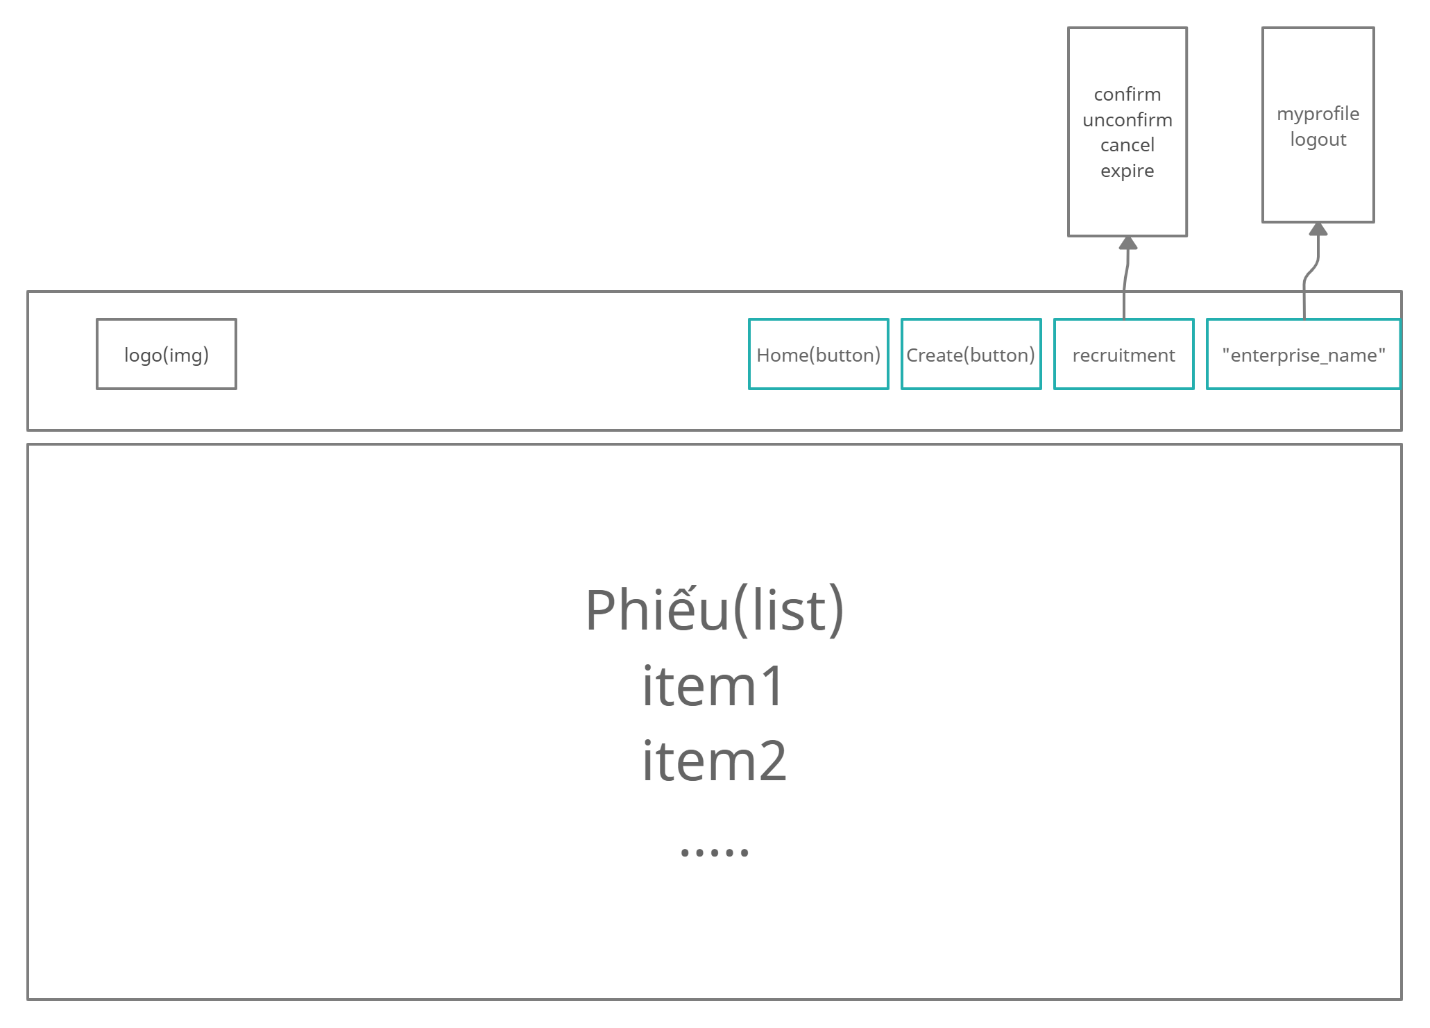 confirm
unconfirm
cancel
expire
myprofile
logout
logo(img)
Home(button)
Create(button)
recruitment
"enterprise_name"
Phiếu(list)
item1
item2
.....